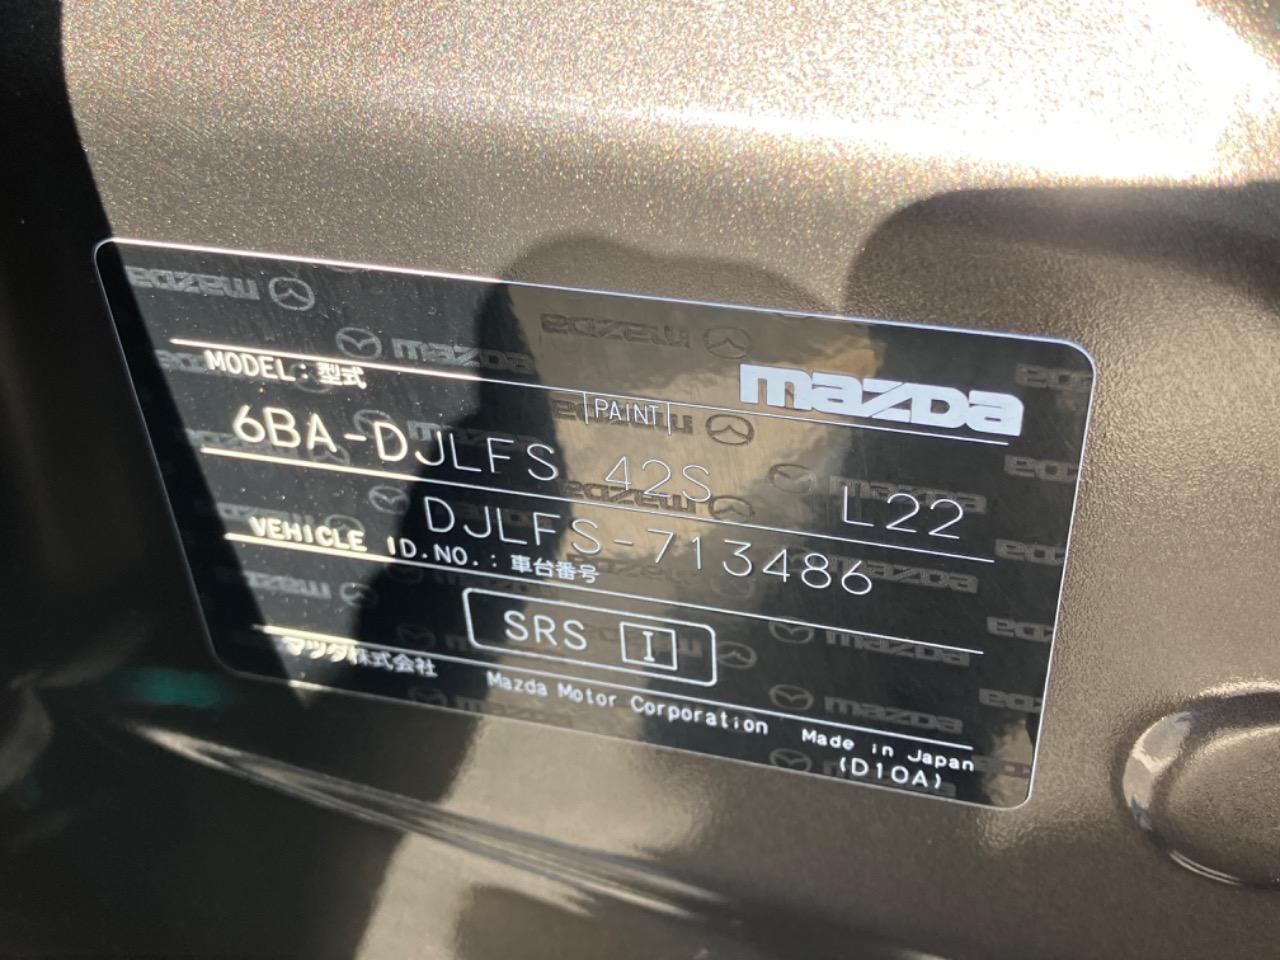 mazda
MODEL:型式
PAINT
6BA-DJLFS 42S L22
DJLFS-713486
VEHICLE ID.NO.:車台番号
SRS I
マツダ株式会社 Mazda Motor Corporation Made in Japan
(D10A)